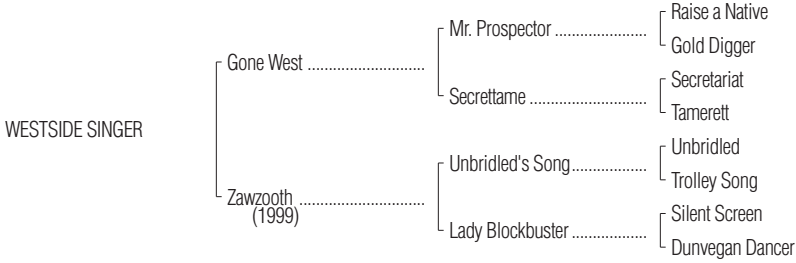 Raise a Native
Mr. Prospector ......................
Gold Digger
Gone West ............................
Secretariat
Secrettame ............................
Tamerett
WESTSIDE SINGER
Unbridled
Unbridled's Song..................
Trolley Song
Zawzooth ..............................
(1999)
Silent Screen
Lady Blockbuster ..................
Dunvegan Dancer